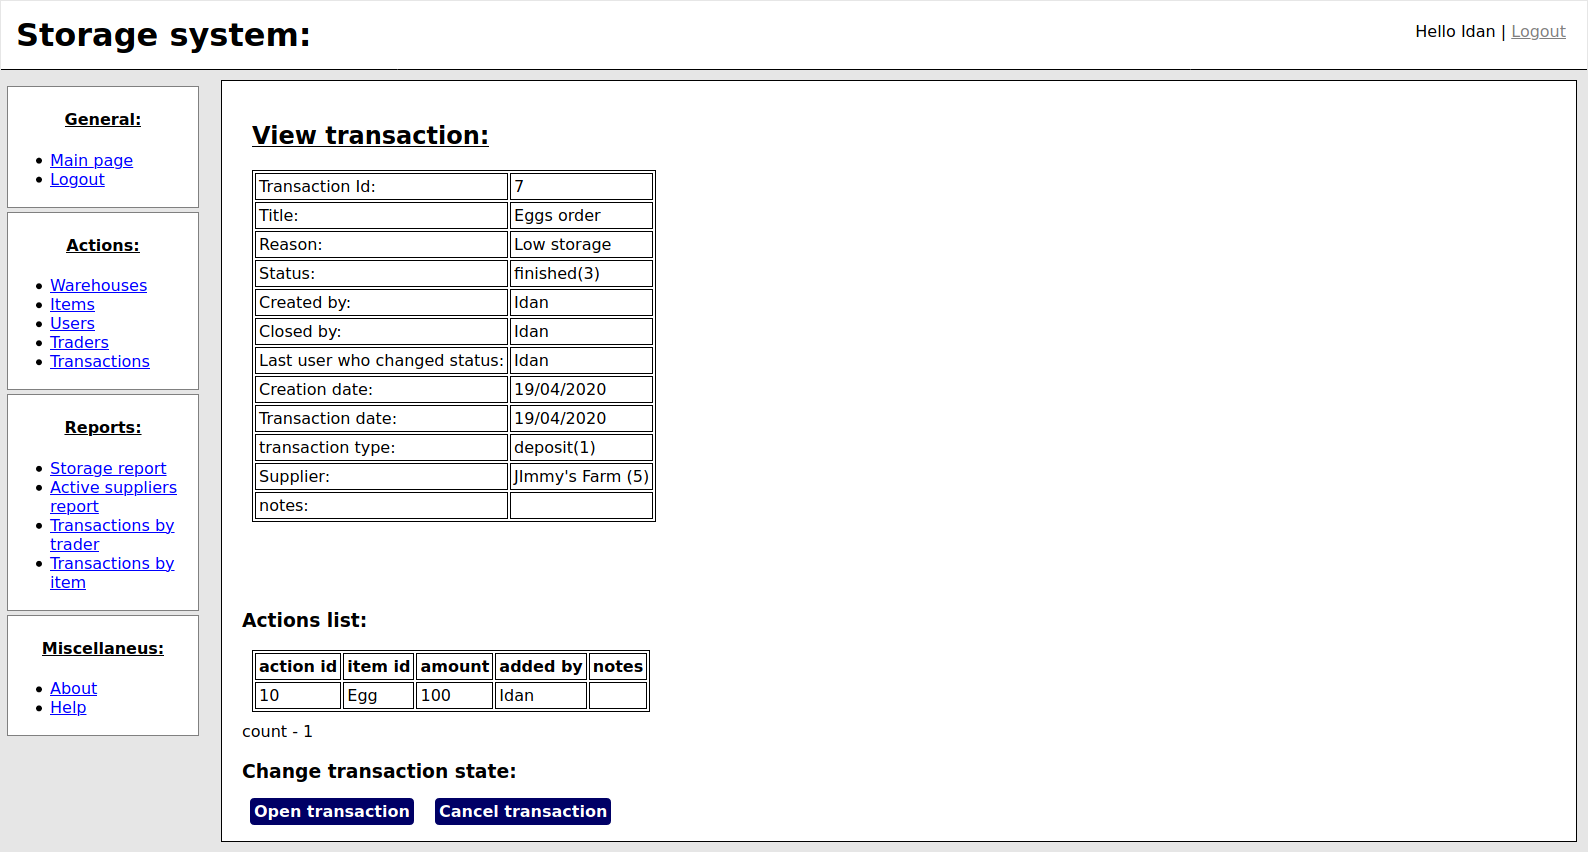 Storage system:
Hello Idan | Logout
General:
Main page
Logout
Actions:
Warehouses
Items
Users
Traders
Transactions
Reports:
Storage report
Active suppliers
report
Transactions by
trader
Transactions by
item
Miscellaneus:
About
Help
View transaction:
Transaction Id: 7
Title: Eggs order
Reason: Low storage
Status: finished(3)
Created by: Idan
Closed by: Idan
Last user who changed status: Idan
Creation date: 19/04/2020
Transaction date: 19/04/2020
transaction type: deposit(1)
Supplier: JImmy's Farm (5)
notes:
Actions list:
action id item id amount added by notes
10 Egg 100 Idan
count - 1
Change transaction state:
Open transaction Cancel transaction